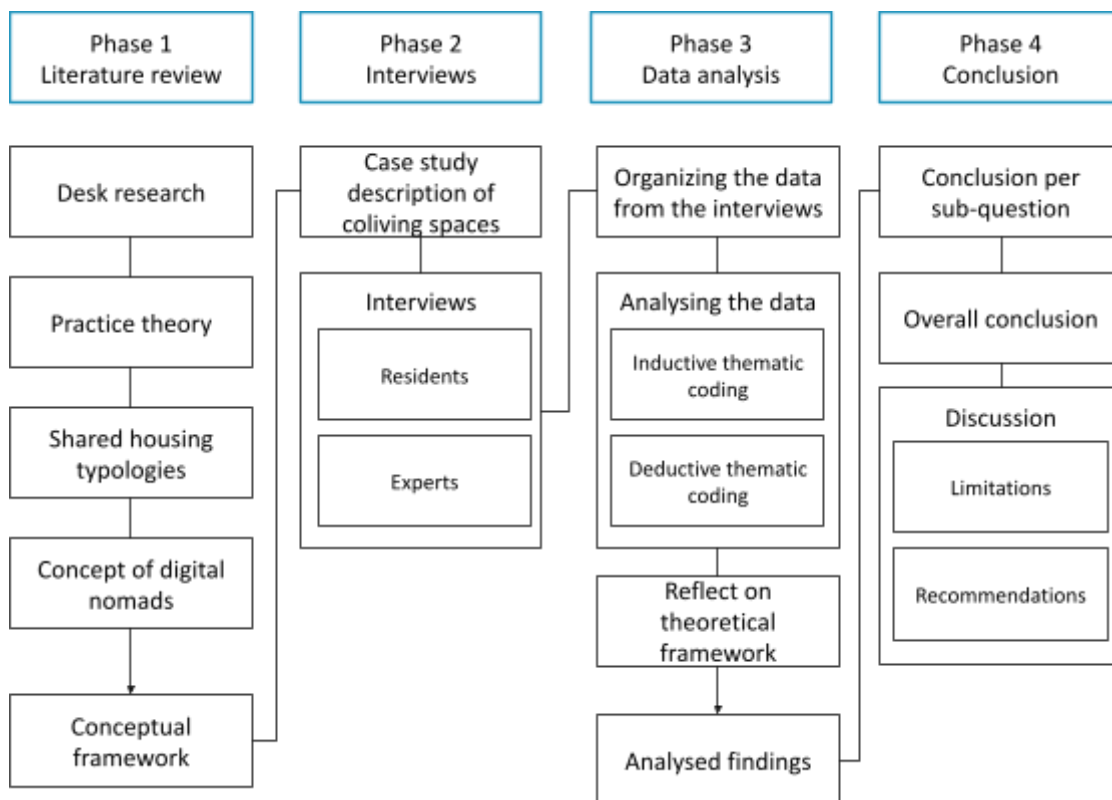 Phase 1
Literature review
Phase 2
Interviews
Phase 3
Data analysis
Phase 4
Conclusion
Desk research
Practice theory
Shared housing
typologies
Concept of digital
nomads
Conceptual
framework
Case study
description of
coliving spaces
Interviews
Residents
Experts
Organizing the data
from the interviews
Analysing the data
Inductive thematic
coding
Deductive thematic
coding
Reflect on
theoretical
framework
Analysed findings
Conclusion per
sub-question
Overall conclusion
Discussion
Limitations
Recommendations